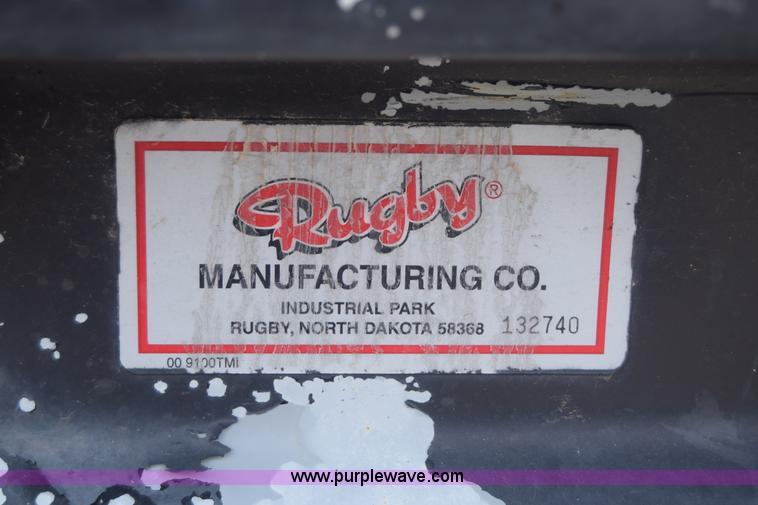 Rugby®
MANUFACTURING CO.
INDUSTRIAL PARK
RUGBY, NORTH DAKOTA 58368 132740
00 9100TMI
www.purplewave.com